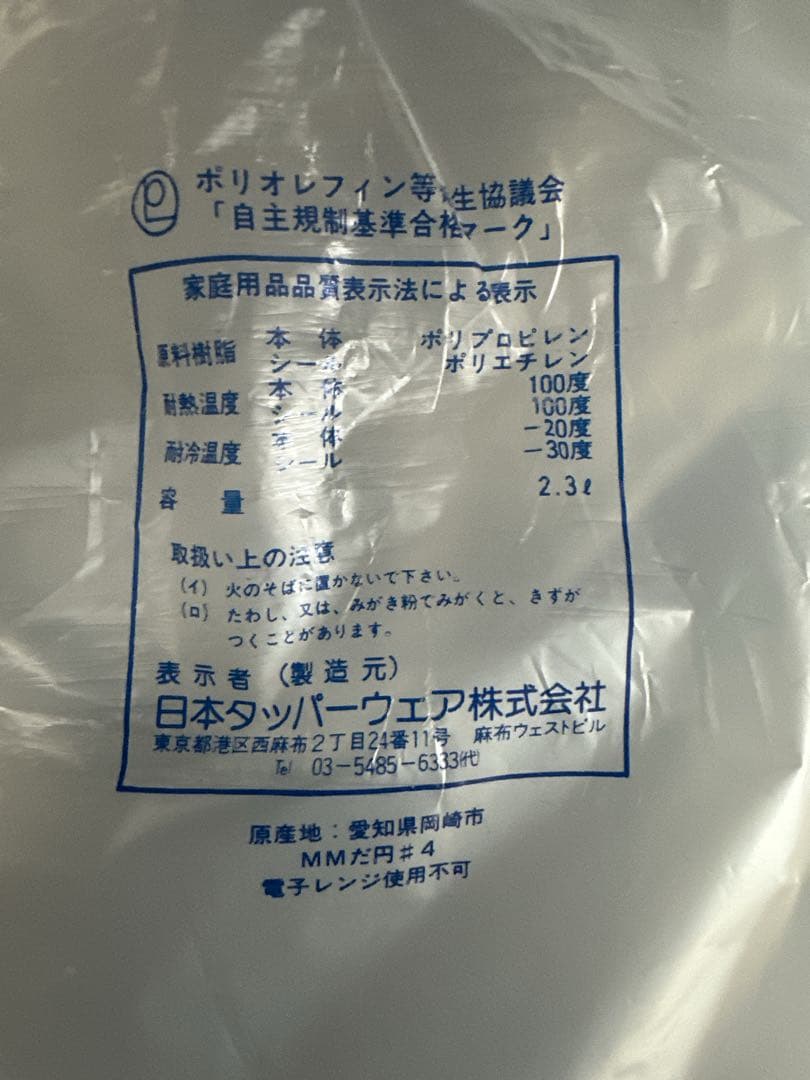 ポリオレフィン等 生協議会
「自主規制基準合格マーク」
家庭用品品質表示法による表示
原料樹脂 本体 ポリプロピレン
シール ポリエチレン
耐熱温度 本体 100度
シール 100度
耐冷温度 本体 -20度
シール -30度
容量 2.3ℓ
取扱い上の注意
(イ) 火のそばに置かないで下さい。
(ロ) たわし、又は、みがき粉でみがくと、きずが
つくことがあります。
表示者 (製造元)
日本タッパーウェア株式会社
東京都港区西麻布2丁目24番11号 麻布ウェストビル
Tel 03-5485-6333(代)
原産地:愛知県岡崎市
MMだ円#4
電子レンジ使用不可